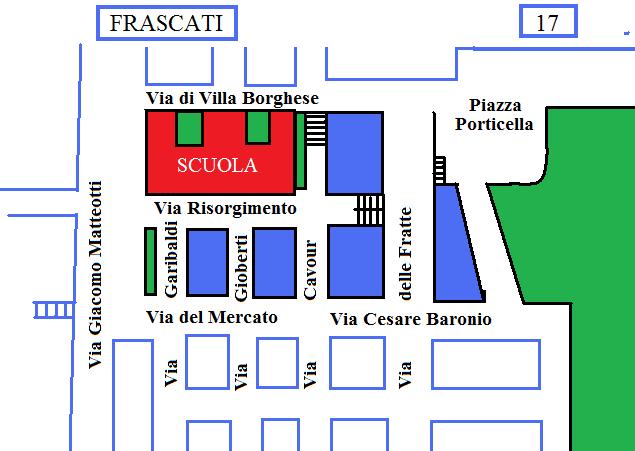 FRASCATI
17
Via di Villa Borghese
Piazza
Porticella
SCUOLA
Via Risorgimento
Via Giacomo Matteotti
Garibaldi
Gioberti
Cavour
delle Fratte
Via del Mercato
Via Cesare Baronio
Via
Via
Via
Via